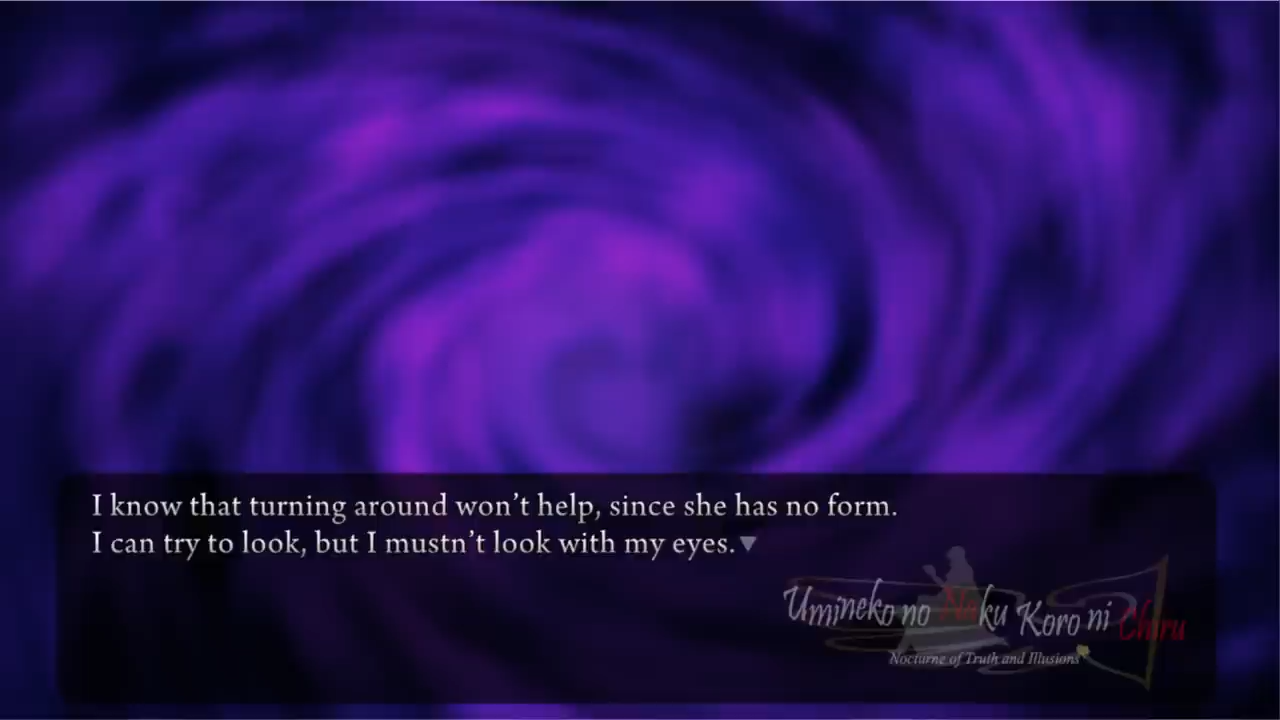 I know that turning around won’t help, since she has no form.
I can try to look, but I mustn’t look with my eyes.
Umineko no Naku Koro ni Chiru
Nocturne of Truth and Illusions